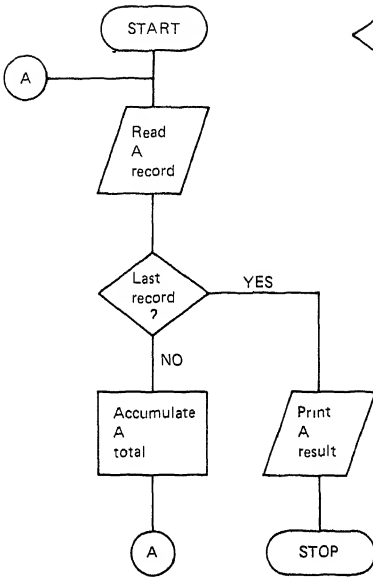 START
A
Read
A
record
Last
record
?
YES
NO
Accumulate
A
total
Print
A
result
A
STOP